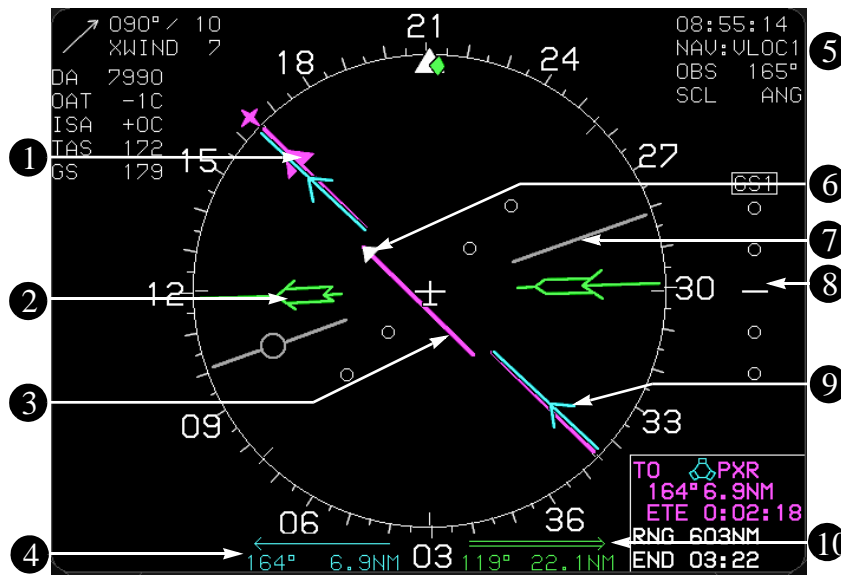 090° / 10
XWIND 7
DA 7990
OAT -1C
ISA +0C
TAS 172
GS 179
08:55:14
NAV:VLOC1
OBS 165°
SCL ANG
21
18
24
15
27
12
30
09
33
06
36
03
GS1
1
2
3
4
5
6
7
8
9
10
TO PXR
164° 6.9NM
ETE 0:02:18
RNG 603NM
END 03:22
164° 6.9NM
119° 22.1NM